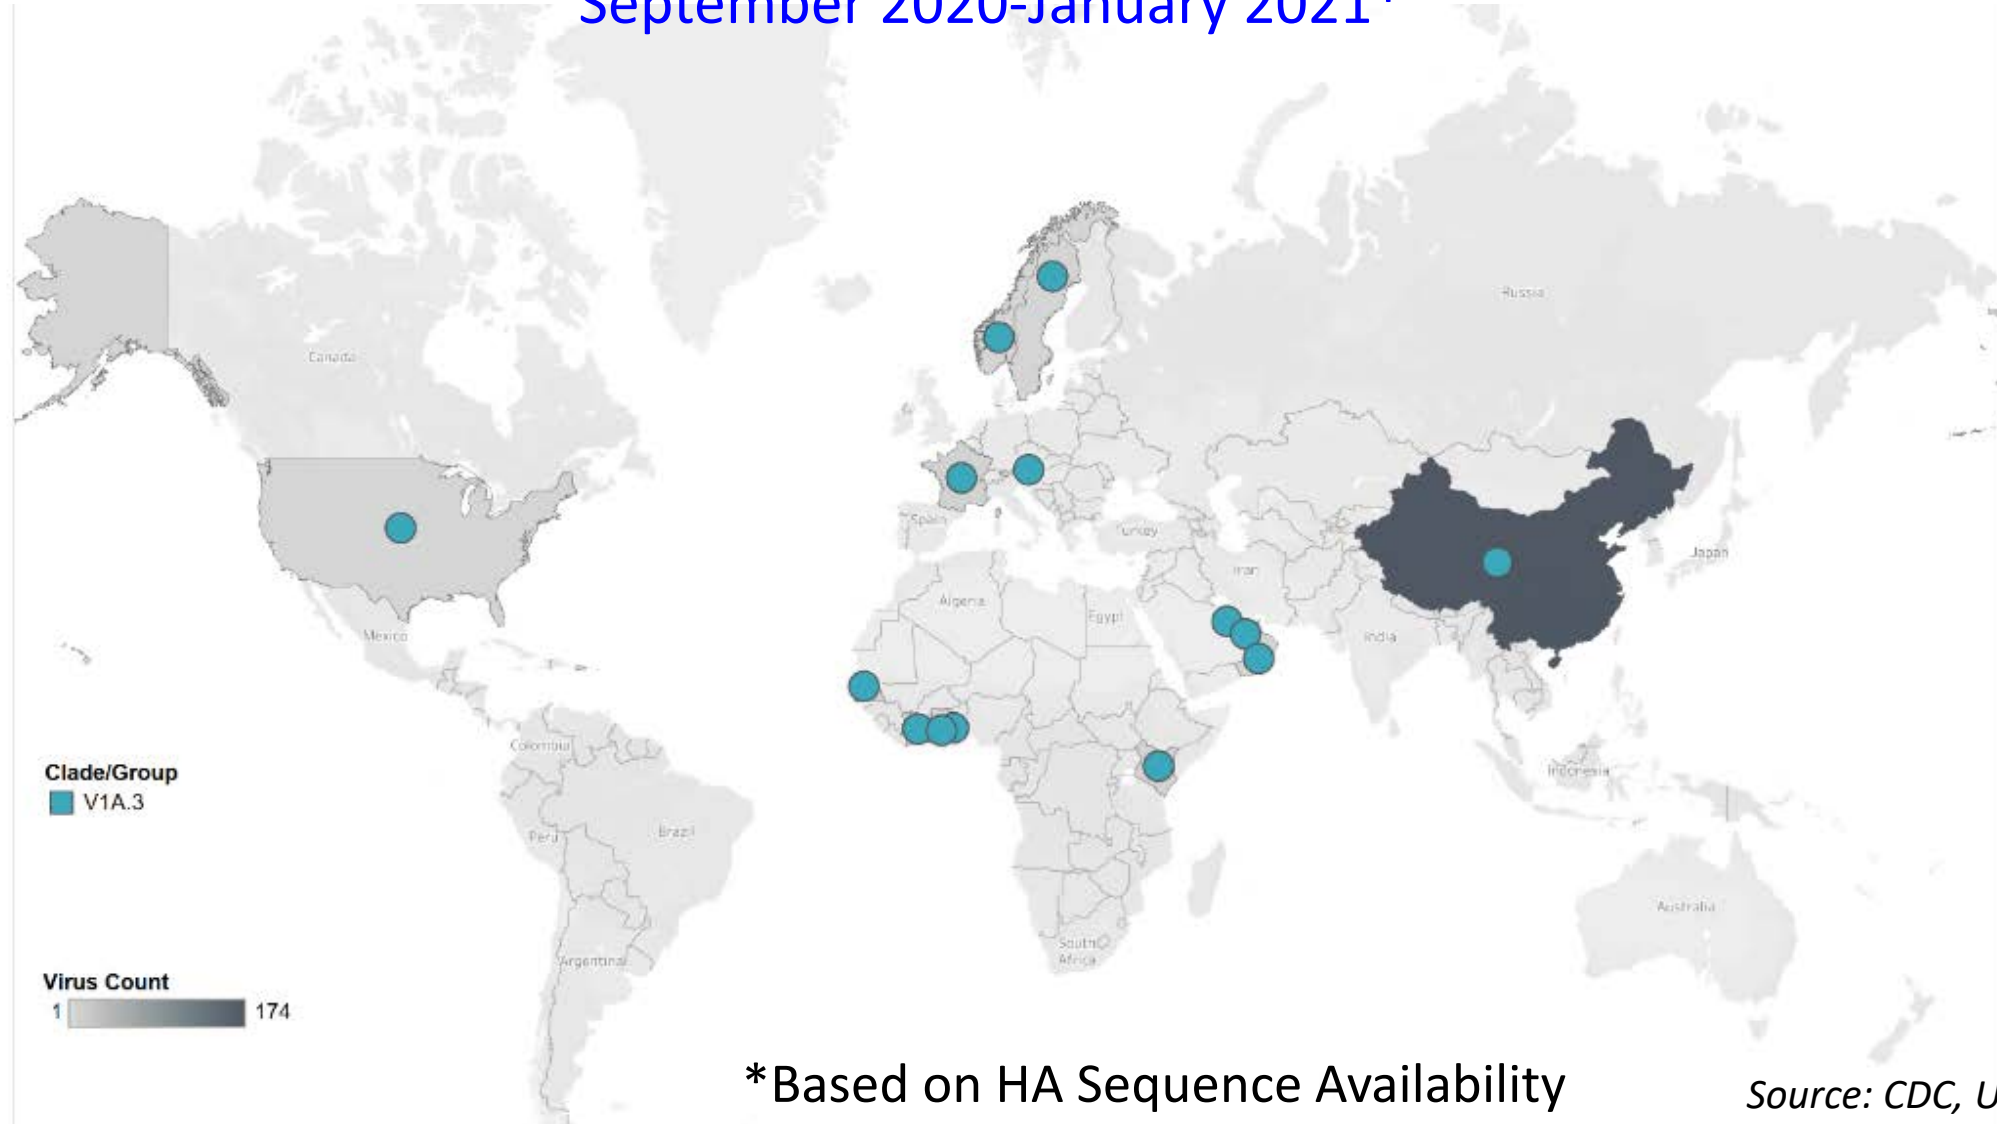 September 2020-January 2021*
Russia
Canada
Spain
Turkey
Japan
Iran
Algeria
Egypt
Mexico
India
Colombia
Indonesia
Clade/Group
V1A.3
Peru
Brazil
Australia
South
Africa
Argentina
Virus Count
1
174
*Based on HA Sequence Availability
Source: CDC, U